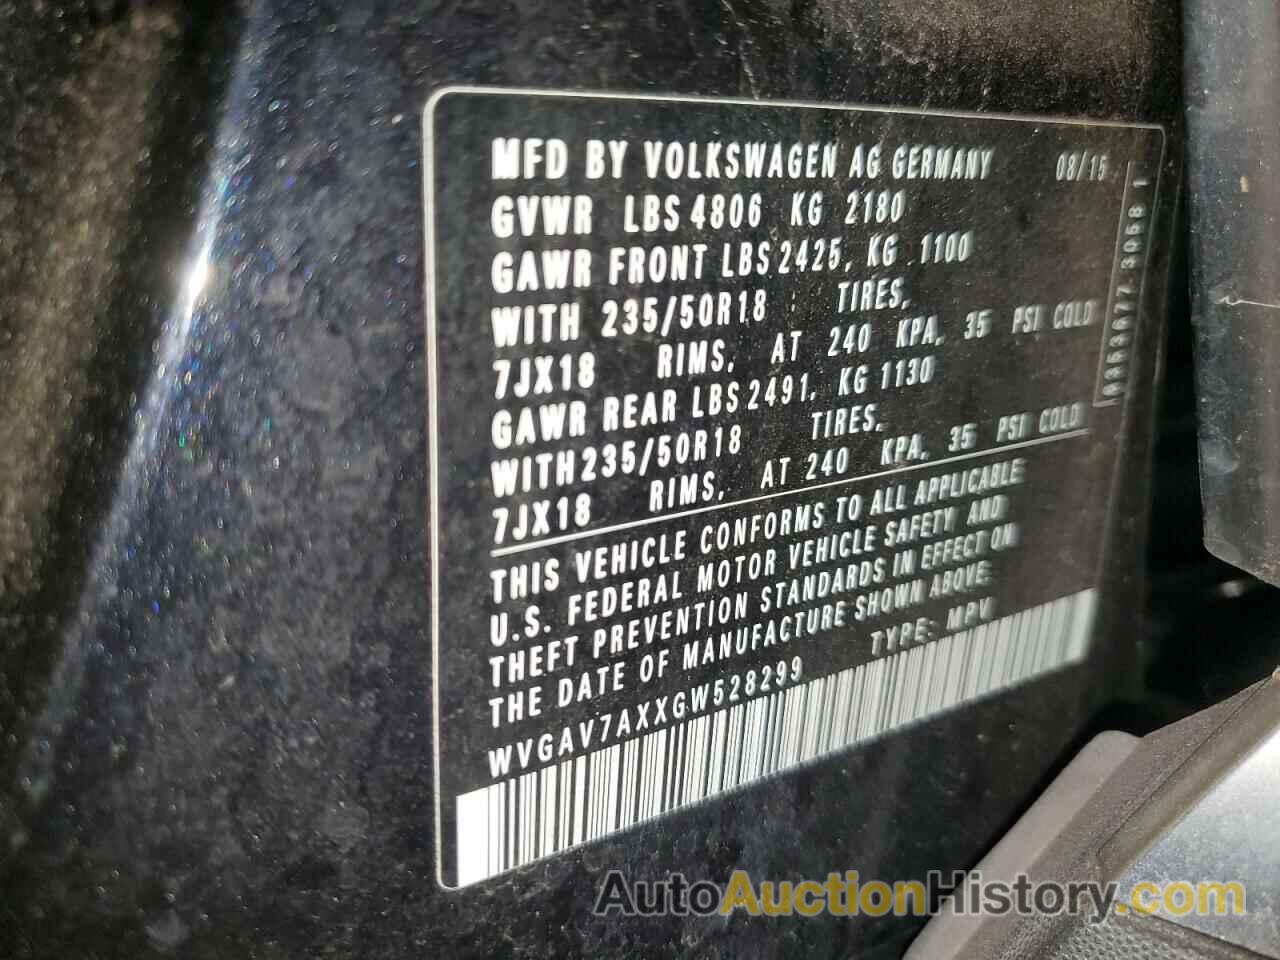 MFD BY VOLKSWAGEN AG GERMANY 08/15
GVWR LBS 4806 KG 2180
GAWR FRONT LBS 2425, KG 1100
WITH 235/50R18 TIRES,
7JX18 RIMS, AT 240 KPA, 35 PSI COLD
GAWR REAR LBS 2491, KG 1130
WITH 235/50R18 TIRES,
7JX18 RIMS, AT 240 KPA, 35 PSI COLD
THIS VEHICLE CONFORMS TO ALL APPLICABLE
U.S. FEDERAL MOTOR VEHICLE SAFETY AND
THEFT PREVENTION STANDARDS IN EFFECT ON
THE DATE OF MANUFACTURE SHOWN ABOVE.
WVGAV7AXXGW528299 TYPE: MPV
AutoAuctionHistory.com